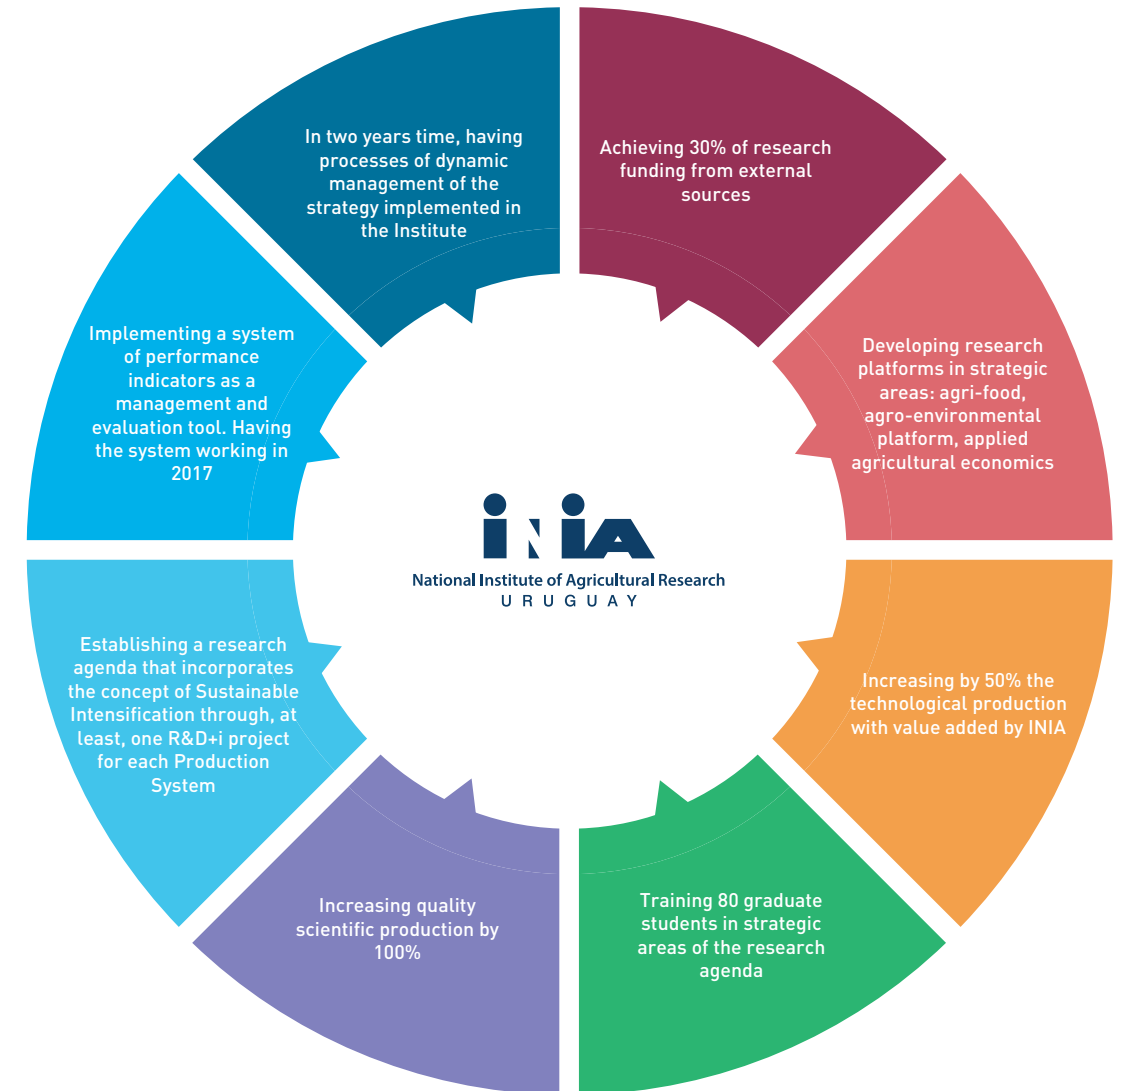 In two years time, having
processes of dynamic
management of the
strategy implemented in
the Institute
Achieving 30% of research
funding from external
sources
Developing research
platforms in strategic
areas: agri-food,
agro-environmental
platform, applied
agricultural economics
Increasing by 50% the
technological production
with value added by INIA
Training 80 graduate
students in strategic
areas of the research
agenda
Increasing quality
scientific production by
100%
Establishing a research
agenda that incorporates
the concept of Sustainable
Intensification through, at
least, one R&D+i project
for each Production
System
Implementing a system
of performance
indicators as a
management and
evaluation tool. Having
the system working in
2017
iNiA
National Institute of Agricultural Research
URUGUAY